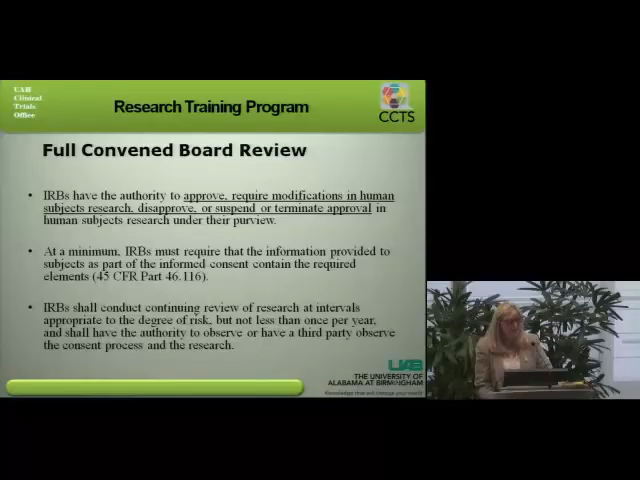 UAB
Clinical
Trials
Office
Research Training Program
CCTS
Full Convened Board Review
• IRBs have the authority to approve, require modifications in human
subjects research, disapprove, or suspend or terminate approval in
human subjects research under their purview.
• At a minimum, IRBs must require that the information provided to
subjects as part of the informed consent contain the required
elements (45 CFR Part 46.116).
• IRBs shall conduct continuing review of research at intervals
appropriate to the degree of risk, but not less than once per year,
and shall have the authority to observe or have a third party observe
the consent process and the research.
UAB
THE UNIVERSITY OF
ALABAMA AT BIRMINGHAM
Knowledge that will change your world